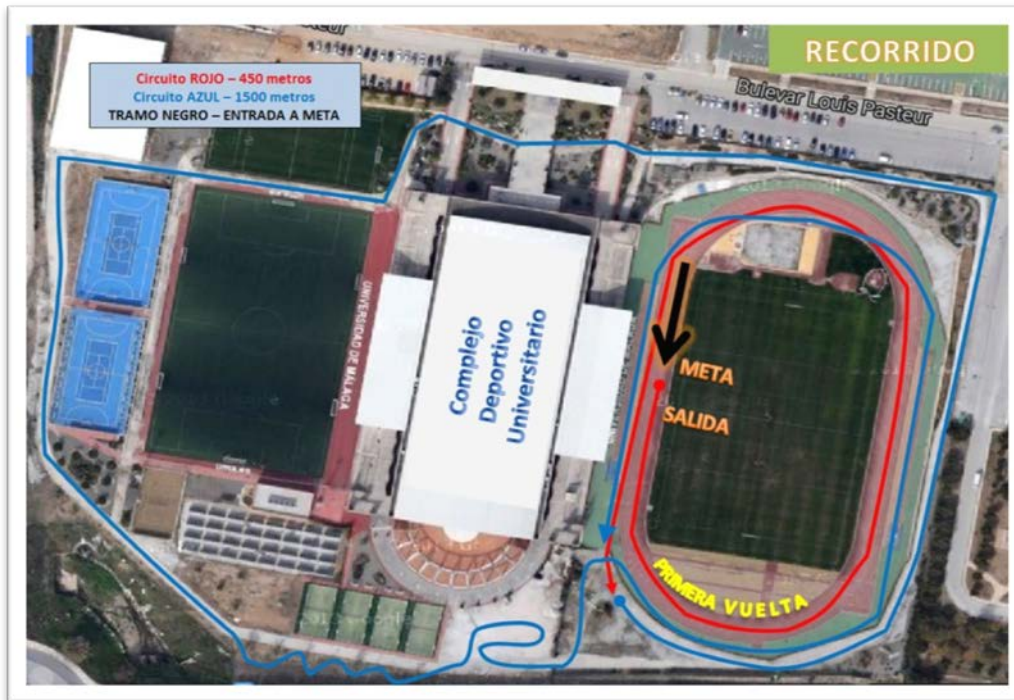 RECORRIDO
Circuito ROJO – 450 metros
Circuito AZUL – 1500 metros
TRAMO NEGRO – ENTRADA A META
Bulevar Louis Pasteur
UNIVERSIDAD DE MALAGA
Complejo
Deportivo
Universitario
META
SALIDA
PRIMERA VUELTA